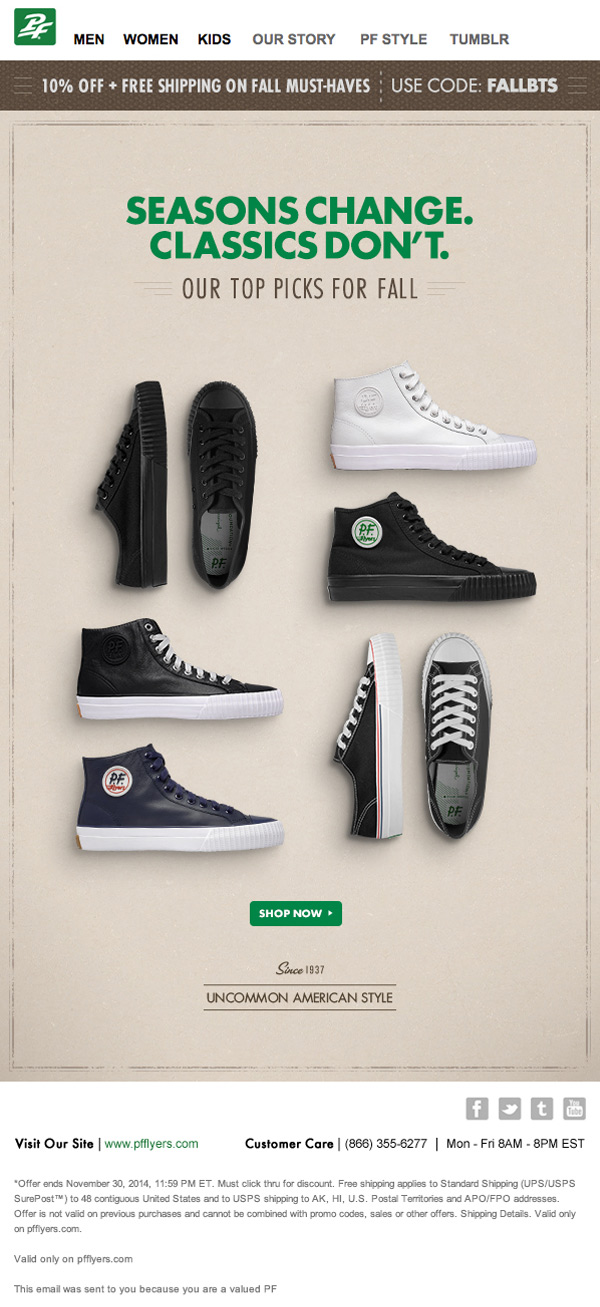 PF
MEN WOMEN KIDS OUR STORY PF STYLE TUMBLR
10% OFF + FREE SHIPPING ON FALL MUST-HAVES USE CODE: FALLBTS
SEASONS CHANGE.
CLASSICS DON'T.
OUR TOP PICKS FOR FALL
P.F.
P.F.
Flyers
P.F.
P.F.
Flyers
P.F.
SHOP NOW
Since 1937
UNCOMMON AMERICAN STYLE
f t You Tube
Visit Our Site | www.pfflyers.com Customer Care | (866) 355-6277 | Mon - Fri 8AM - 8PM EST
*Offer ends November 30, 2014, 11:59 PM ET. Must click thru for discount. Free shipping applies to Standard Shipping (UPS/USPS
SurePost™) to 48 contiguous United States and to USPS shipping to AK, HI, U.S. Postal Territories and APO/FPO addresses.
Offer is not valid on previous purchases and cannot be combined with promo codes, sales or other offers. Shipping Details. Valid only
on pfflyers.com.
Valid only on pfflyers.com
This email was sent to you because you are a valued PF